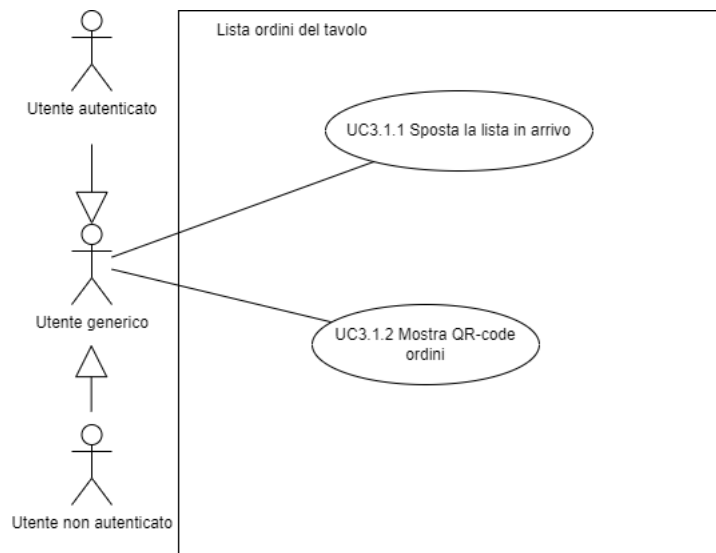 Lista ordini del tavolo
Utente autenticato
UC3.1.1 Sposta la lista in arrivo
Utente generico
UC3.1.2 Mostra QR-code
ordini
Utente non autenticato